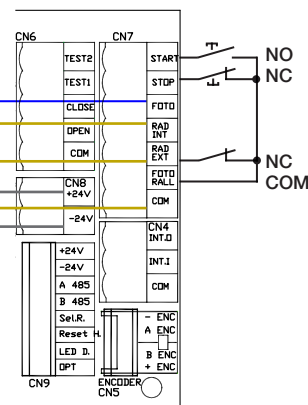 CN6
CN7
TEST2
START
TEST1
STOP
CLOSE
FOTO
OPEN
RAD
INT
COM
RAD
EXT
FOTO
RALL
COM
CN8
+24V
-24V
CN4
INT.O
INT.I
COM
+24V
-24V
A 485
B 485
Sel.R.
Reset H.
LED D.
OPT
CN9
- ENC
A ENC
B ENC
+ ENC
ENCODER
CN5
NO
NC
NC
COM